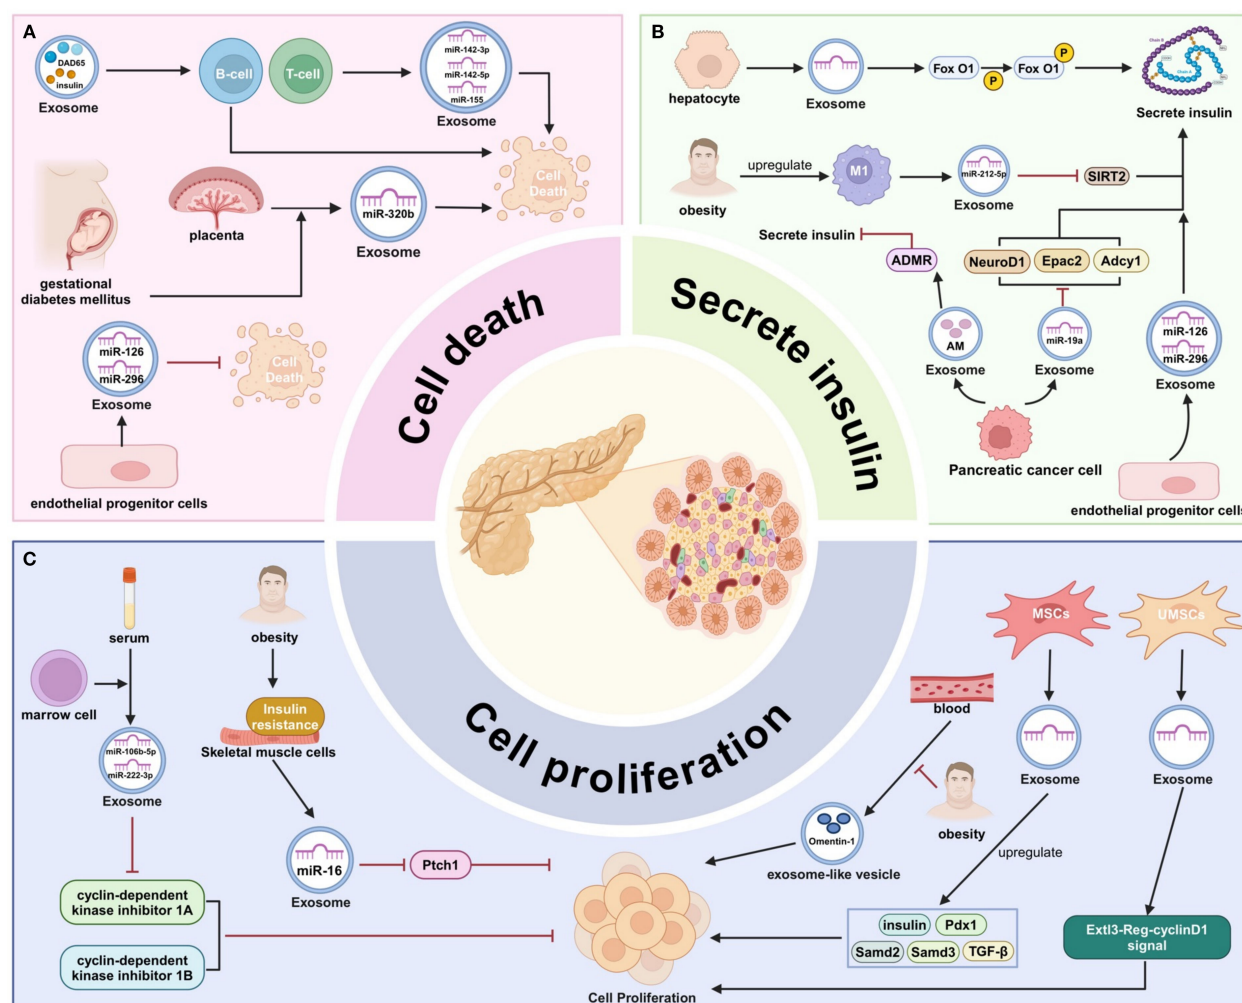 A
DAD65
insulin
Exosome
B-cell
T-cell
miR-142-3p
miR-142-5p
miR-155
Exosome
Cell
Death
placenta
miR-320b
Exosome
gestational
diabetes mellitus
miR-126
miR-296
Exosome
Cell
Death
endothelial progenitor cells
B
hepatocyte
Exosome
Fox O1
P
Fox O1
P
Chain B
Chain A
Secrete insulin
obesity
upregulate
M1
miR-212-5p
Exosome
SIRT2
Secrete insulin
ADMR
NeuroD1
Epac2
Adcy1
AM
Exosome
miR-19a
Exosome
miR-126
miR-296
Exosome
Pancreatic cancer cell
endothelial progenitor cells
Cell death
Secrete insulin
Cell proliferation
C
serum
marrow cell
miR-106b-5p
miR-222-3p
Exosome
obesity
Insulin
resistance
Skeletal muscle cells
miR-16
Exosome
Ptch1
cyclin-dependent
kinase inhibitor 1A
cyclin-dependent
kinase inhibitor 1B
Cell Proliferation
blood
obesity
Omentin-1
exosome-like vesicle
MSCs
Exosome
upregulate
insulin
Pdx1
Samd2
Samd3
TGF-β
UMSCs
Exosome
Extl3-Reg-cyclinD1
signal